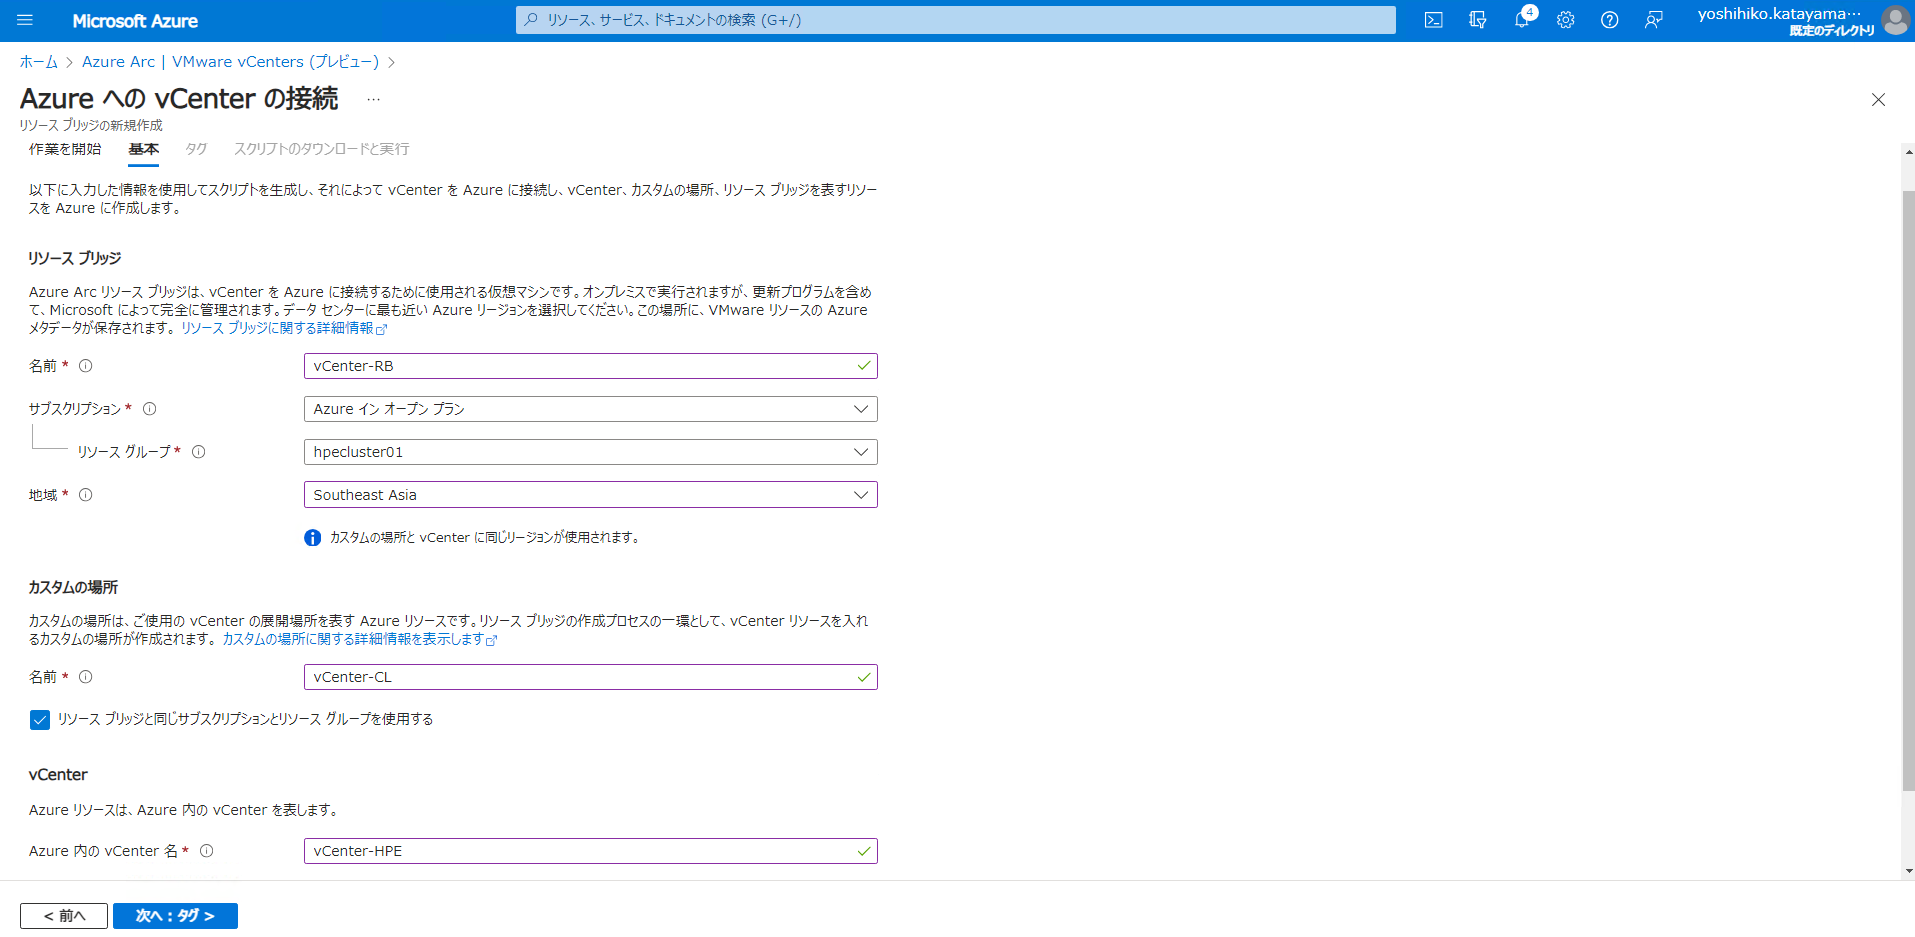 Microsoft Azure
リソース、サービス、ドキュメントの検索 (G+/)
4
yoshihiko.katayama…
既定のディレクトリ
ホーム > Azure Arc | VMware vCenters (プレビュー) >
Azure への vCenter の接続 …
リソース ブリッジの新規作成
作業を開始 基本 タグ スクリプトのダウンロードと実行
以下に入力した情報を使用してスクリプトを生成し、それによって vCenter を Azure に接続し、vCenter、カスタムの場所、リソース ブリッジを表すリソー
スを Azure に作成します。
リソース ブリッジ
Azure Arc リソース ブリッジは、vCenter を Azure に接続するために使用される仮想マシンです。オンプレミスで実行されますが、更新プログラムを含め
て、Microsoft によって完全に管理されます。データ センターに最も近い Azure リージョンを選択してください。この場所に、VMware リソースの Azure
メタデータが保存されます。 リソース ブリッジに関する詳細情報
名前 * vCenter-RB
サブスクリプション * Azure イン オープン プラン
リソース グループ * hpecluster01
地域 * Southeast Asia
カスタムの場所と vCenter に同じリージョンが使用されます。
カスタムの場所
カスタムの場所は、ご使用の vCenter の展開場所を表す Azure リソースです。リソース ブリッジの作成プロセスの一環として、vCenter リソースを入れ
るカスタムの場所が作成されます。 カスタムの場所に関する詳細情報を表示します
名前 * vCenter-CL
リソース ブリッジと同じサブスクリプションとリソース グループを使用する
vCenter
Azure リソースは、Azure 内の vCenter を表します。
Azure 内の vCenter 名 * vCenter-HPE
< 前へ 次へ : タグ >